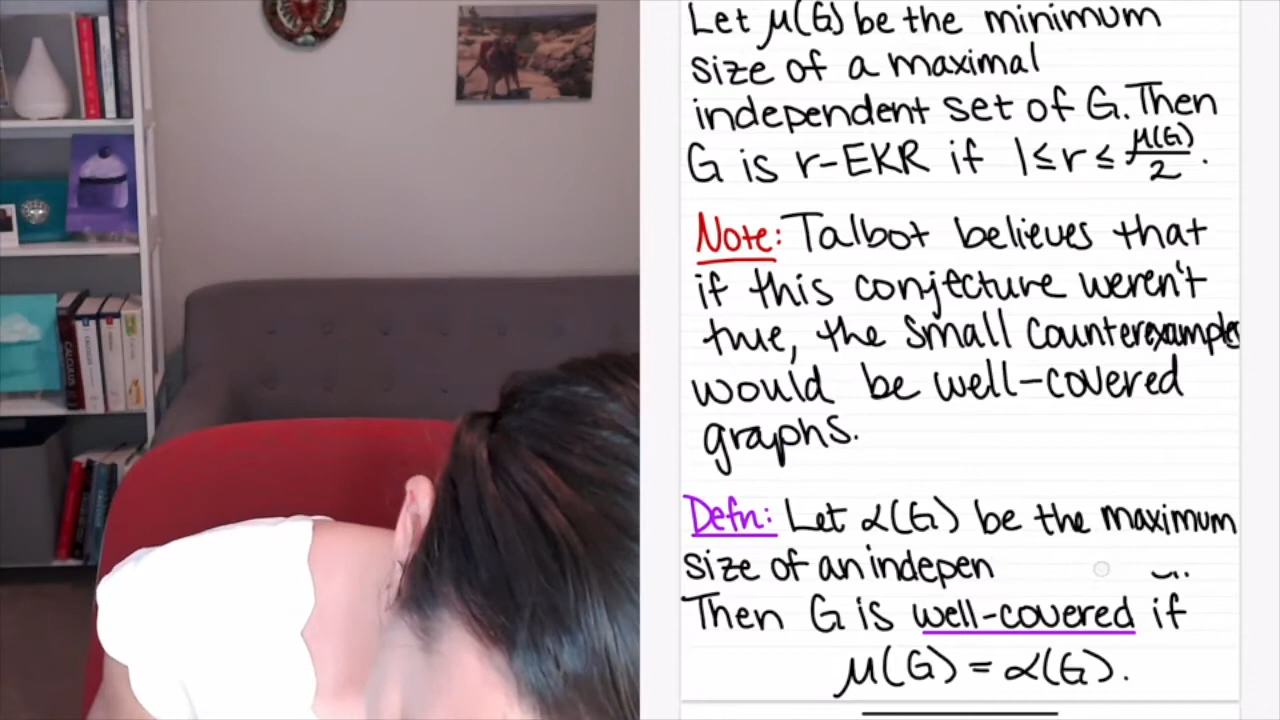 Let μ(G) be the minimum
size of a maximal
independent set of G. Then
G is r-EKR if 1≤r≤ μ(G)/2.
Note: Talbot believes that
if this conjecture weren't
true, the small counterexamples
would be well-covered
graphs.
Defn: Let α(G) be the maximum
size of an indepen
Then G is well-covered if
μ(G) = α(G).
CALCULUS